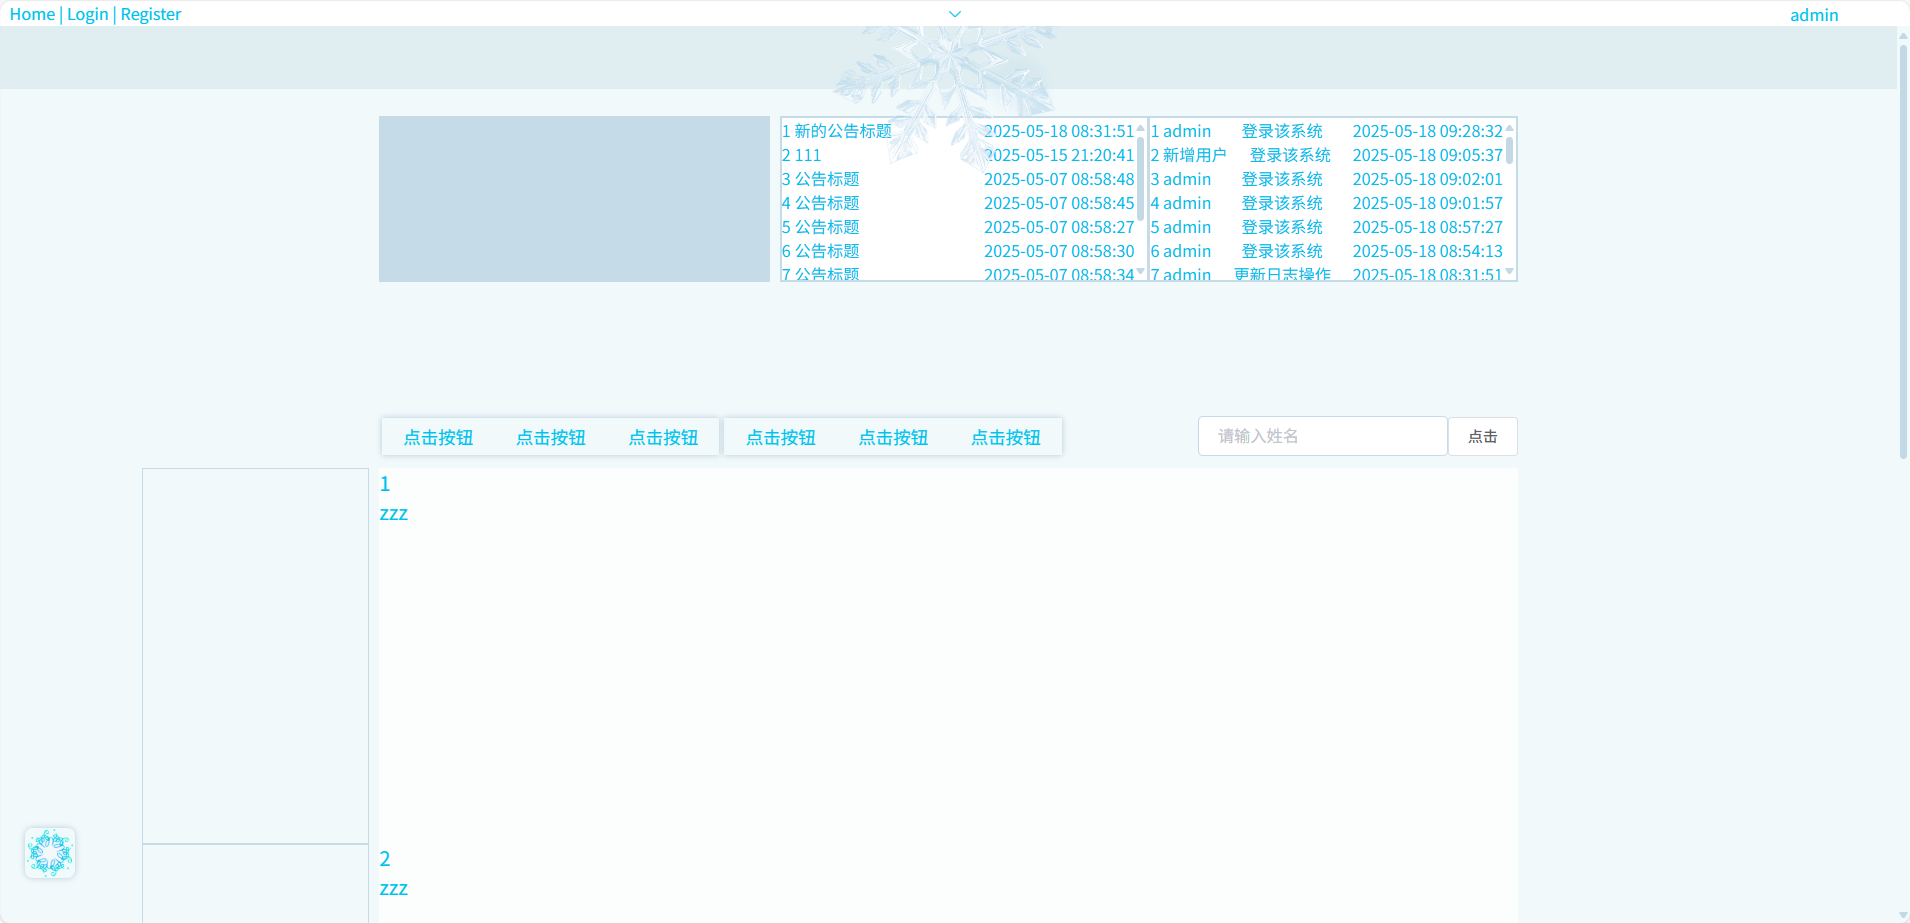 Home | Login | Register
admin
1 新的公告标题 2025-05-18 08:31:51
2 111 2025-05-15 21:20:41
3 公告标题 2025-05-07 08:58:48
4 公告标题 2025-05-07 08:58:45
5 公告标题 2025-05-07 08:58:27
6 公告标题 2025-05-07 08:58:30
7 公告标题 2025-05-07 08:58:34
1 admin 登录该系统 2025-05-18 09:28:32
2 新增用户 登录该系统 2025-05-18 09:05:37
3 admin 登录该系统 2025-05-18 09:02:01
4 admin 登录该系统 2025-05-18 09:01:57
5 admin 登录该系统 2025-05-18 08:57:27
6 admin 登录该系统 2025-05-18 08:54:13
7 admin 更新日志操作 2025-05-18 08:31:51
点击按钮 点击按钮 点击按钮 点击按钮 点击按钮 点击按钮
请输入姓名 点击
1
zzz
2
zzz